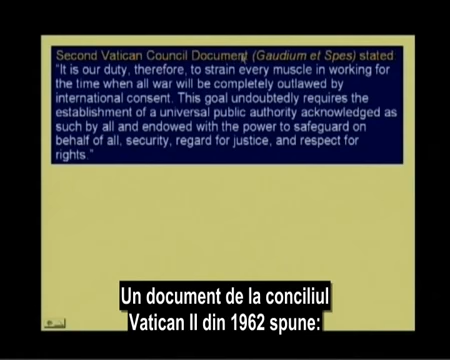 Second Vatican Council Document (Gaudium et Spes) stated
"It is our duty, therefore, to strain every muscle in working for
the time when all war will be completely outlawed by
international consent. This goal undoubtedly requires the
establishment of a universal public authority acknowledged as
such by all and endowed with the power to safeguard on
behalf of all, security, regard for justice, and respect for
rights."
Un document de la conciliul
Vatican II din 1962 spune: